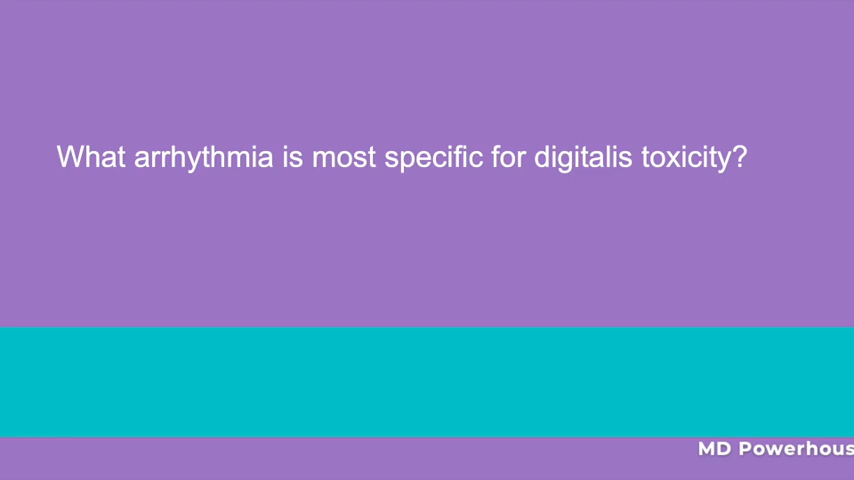 What arrhythmia is most specific for digitalis toxicity?
MD Powerhous